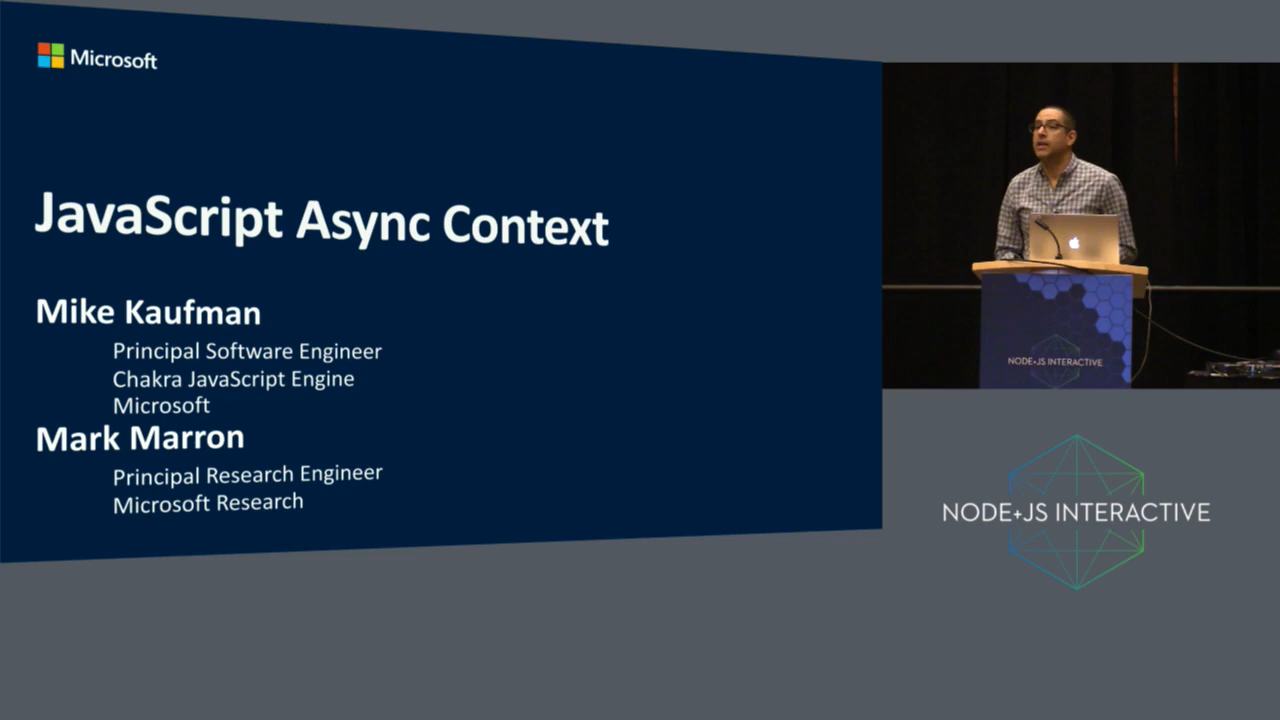 Microsoft
JavaScript Async Context
Mike Kaufman
Principal Software Engineer
Chakra JavaScript Engine
Microsoft
Mark Marron
Principal Research Engineer
Microsoft Research
NODE+JS INTERACTIVE
NODE+JS INTERACTIVE